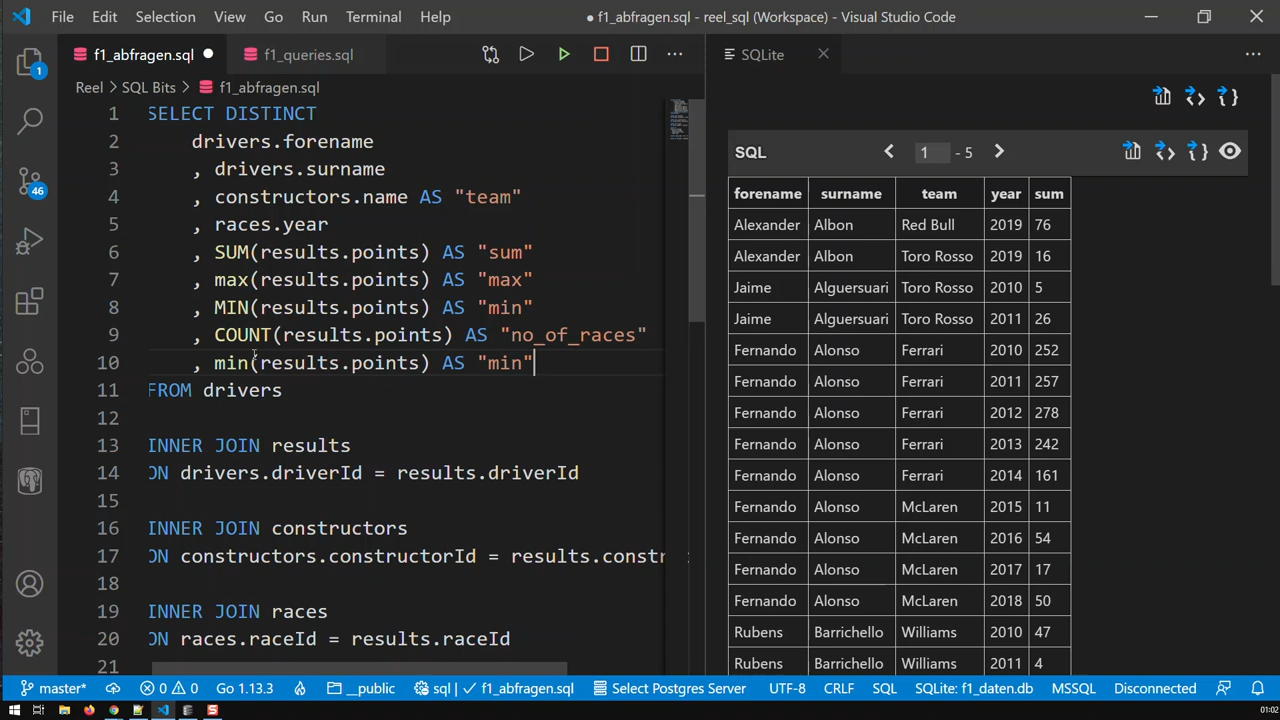 File Edit Selection View Go Run Terminal Help
● f1_abfragen.sql - reel_sql (Workspace) - Visual Studio Code
f1_abfragen.sql ●
f1_queries.sql
SQLite
Reel > SQL Bits > f1_abfragen.sql
1
46
1 SELECT DISTINCT
2 drivers.forename
3 , drivers.surname
4 , constructors.name AS "team"
5 , races.year
6 , SUM(results.points) AS "sum"
7 , max(results.points) AS "max"
8 , MIN(results.points) AS "min"
9 , COUNT(results.points) AS "no_of_races"
10 , min(results.points) AS "min"
11 FROM drivers
12
13 INNER JOIN results
14 ON drivers.driverId = results.driverId
15
16 INNER JOIN constructors
17 ON constructors.constructorId = results.constr
18
19 INNER JOIN races
20 ON races.raceId = results.raceId
21
SQL < 1 - 5 >
forename surname team year sum
Alexander Albon Red Bull 2019 76
Alexander Albon Toro Rosso 2019 16
Jaime Alguersuari Toro Rosso 2010 5
Jaime Alguersuari Toro Rosso 2011 26
Fernando Alonso Ferrari 2010 252
Fernando Alonso Ferrari 2011 257
Fernando Alonso Ferrari 2012 278
Fernando Alonso Ferrari 2013 242
Fernando Alonso Ferrari 2014 161
Fernando Alonso McLaren 2015 11
Fernando Alonso McLaren 2016 54
Fernando Alonso McLaren 2017 17
Fernando Alonso McLaren 2018 50
Rubens Barrichello Williams 2010 47
Rubens Barrichello Williams 2011 4
master* 0 0 Go 1.13.3 __public sql | ✓ f1_abfragen.sql Select Postgres Server UTF-8 CRLF SQL SQLite: f1_daten.db MSSQL Disconnected
01:02